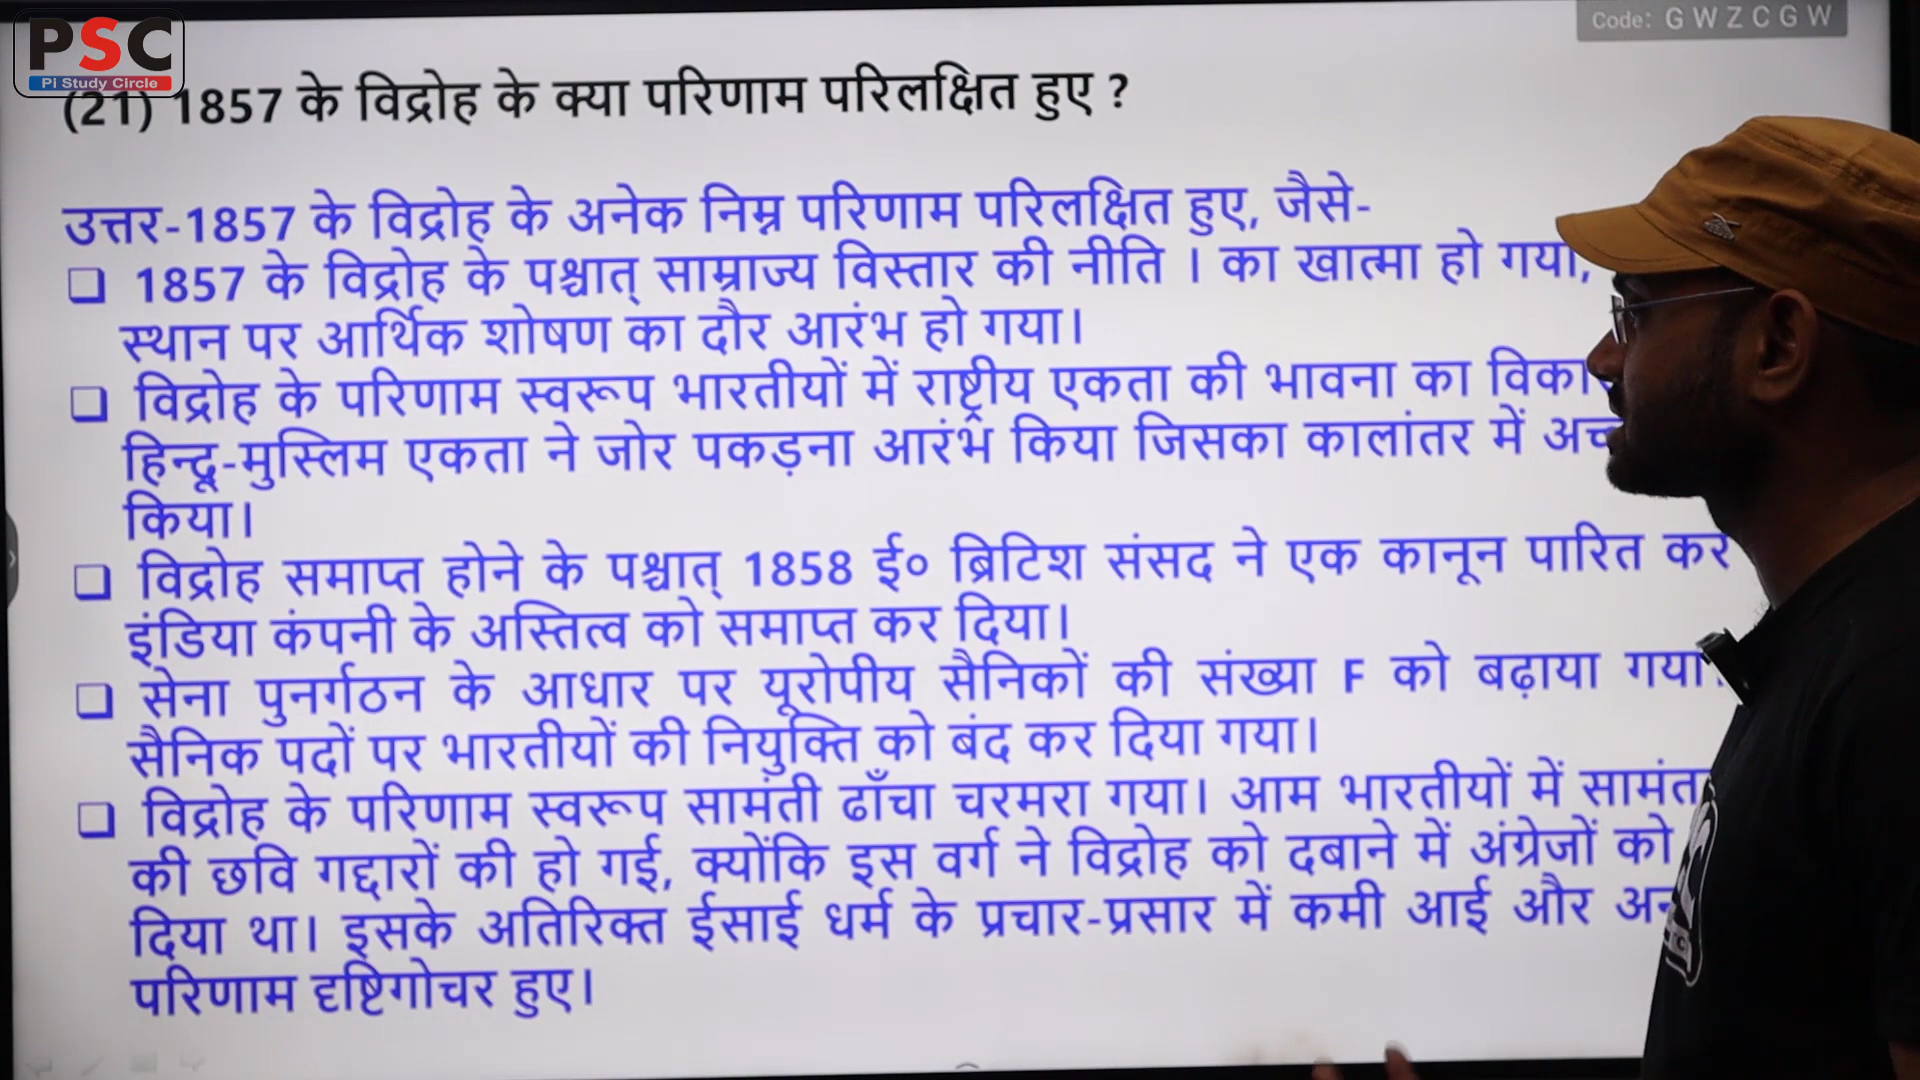 PSC
Pi Study Circle
Code: G W Z C G W
(21) 1857 के विद्रोह के क्या परिणाम परिलक्षित हुए ?
उत्तर-1857 के विद्रोह के अनेक निम्न परिणाम परिलक्षित हुए, जैसे-
❑ 1857 के विद्रोह के पश्चात् साम्राज्य विस्तार की नीति । का खात्मा हो गया,
स्थान पर आर्थिक शोषण का दौर आरंभ हो गया।
❑ विद्रोह के परिणाम स्वरूप भारतीयों में राष्ट्रीय एकता की भावना का
हिन्दू-मुस्लिम एकता ने जोर पकड़ना आरंभ किया जिसका कालांतर में
किया।
❑ विद्रोह समाप्त होने के पश्चात् 1858 ई० ब्रिटिश संसद ने एक कानून पारित
इंडिया कंपनी के अस्तित्व को समाप्त कर दिया।
❑ सेना पुनर्गठन के आधार पर यूरोपीय सैनिकों की संख्या F को बढ़ाया गया
सैनिक पदों पर भारतीयों की नियुक्ति को बंद कर दिया गया।
❑ विद्रोह के परिणाम स्वरूप सामंती ढाँचा चरमरा गया। आम भारतीयों में
की छवि गद्दारों की हो गई, क्योंकि इस वर्ग ने विद्रोह को दबाने में अंग्रेजों को
दिया था। इसके अतिरिक्त ईसाई धर्म के प्रचार-प्रसार में कमी आई और
परिणाम दृष्टिगोचर हुए।